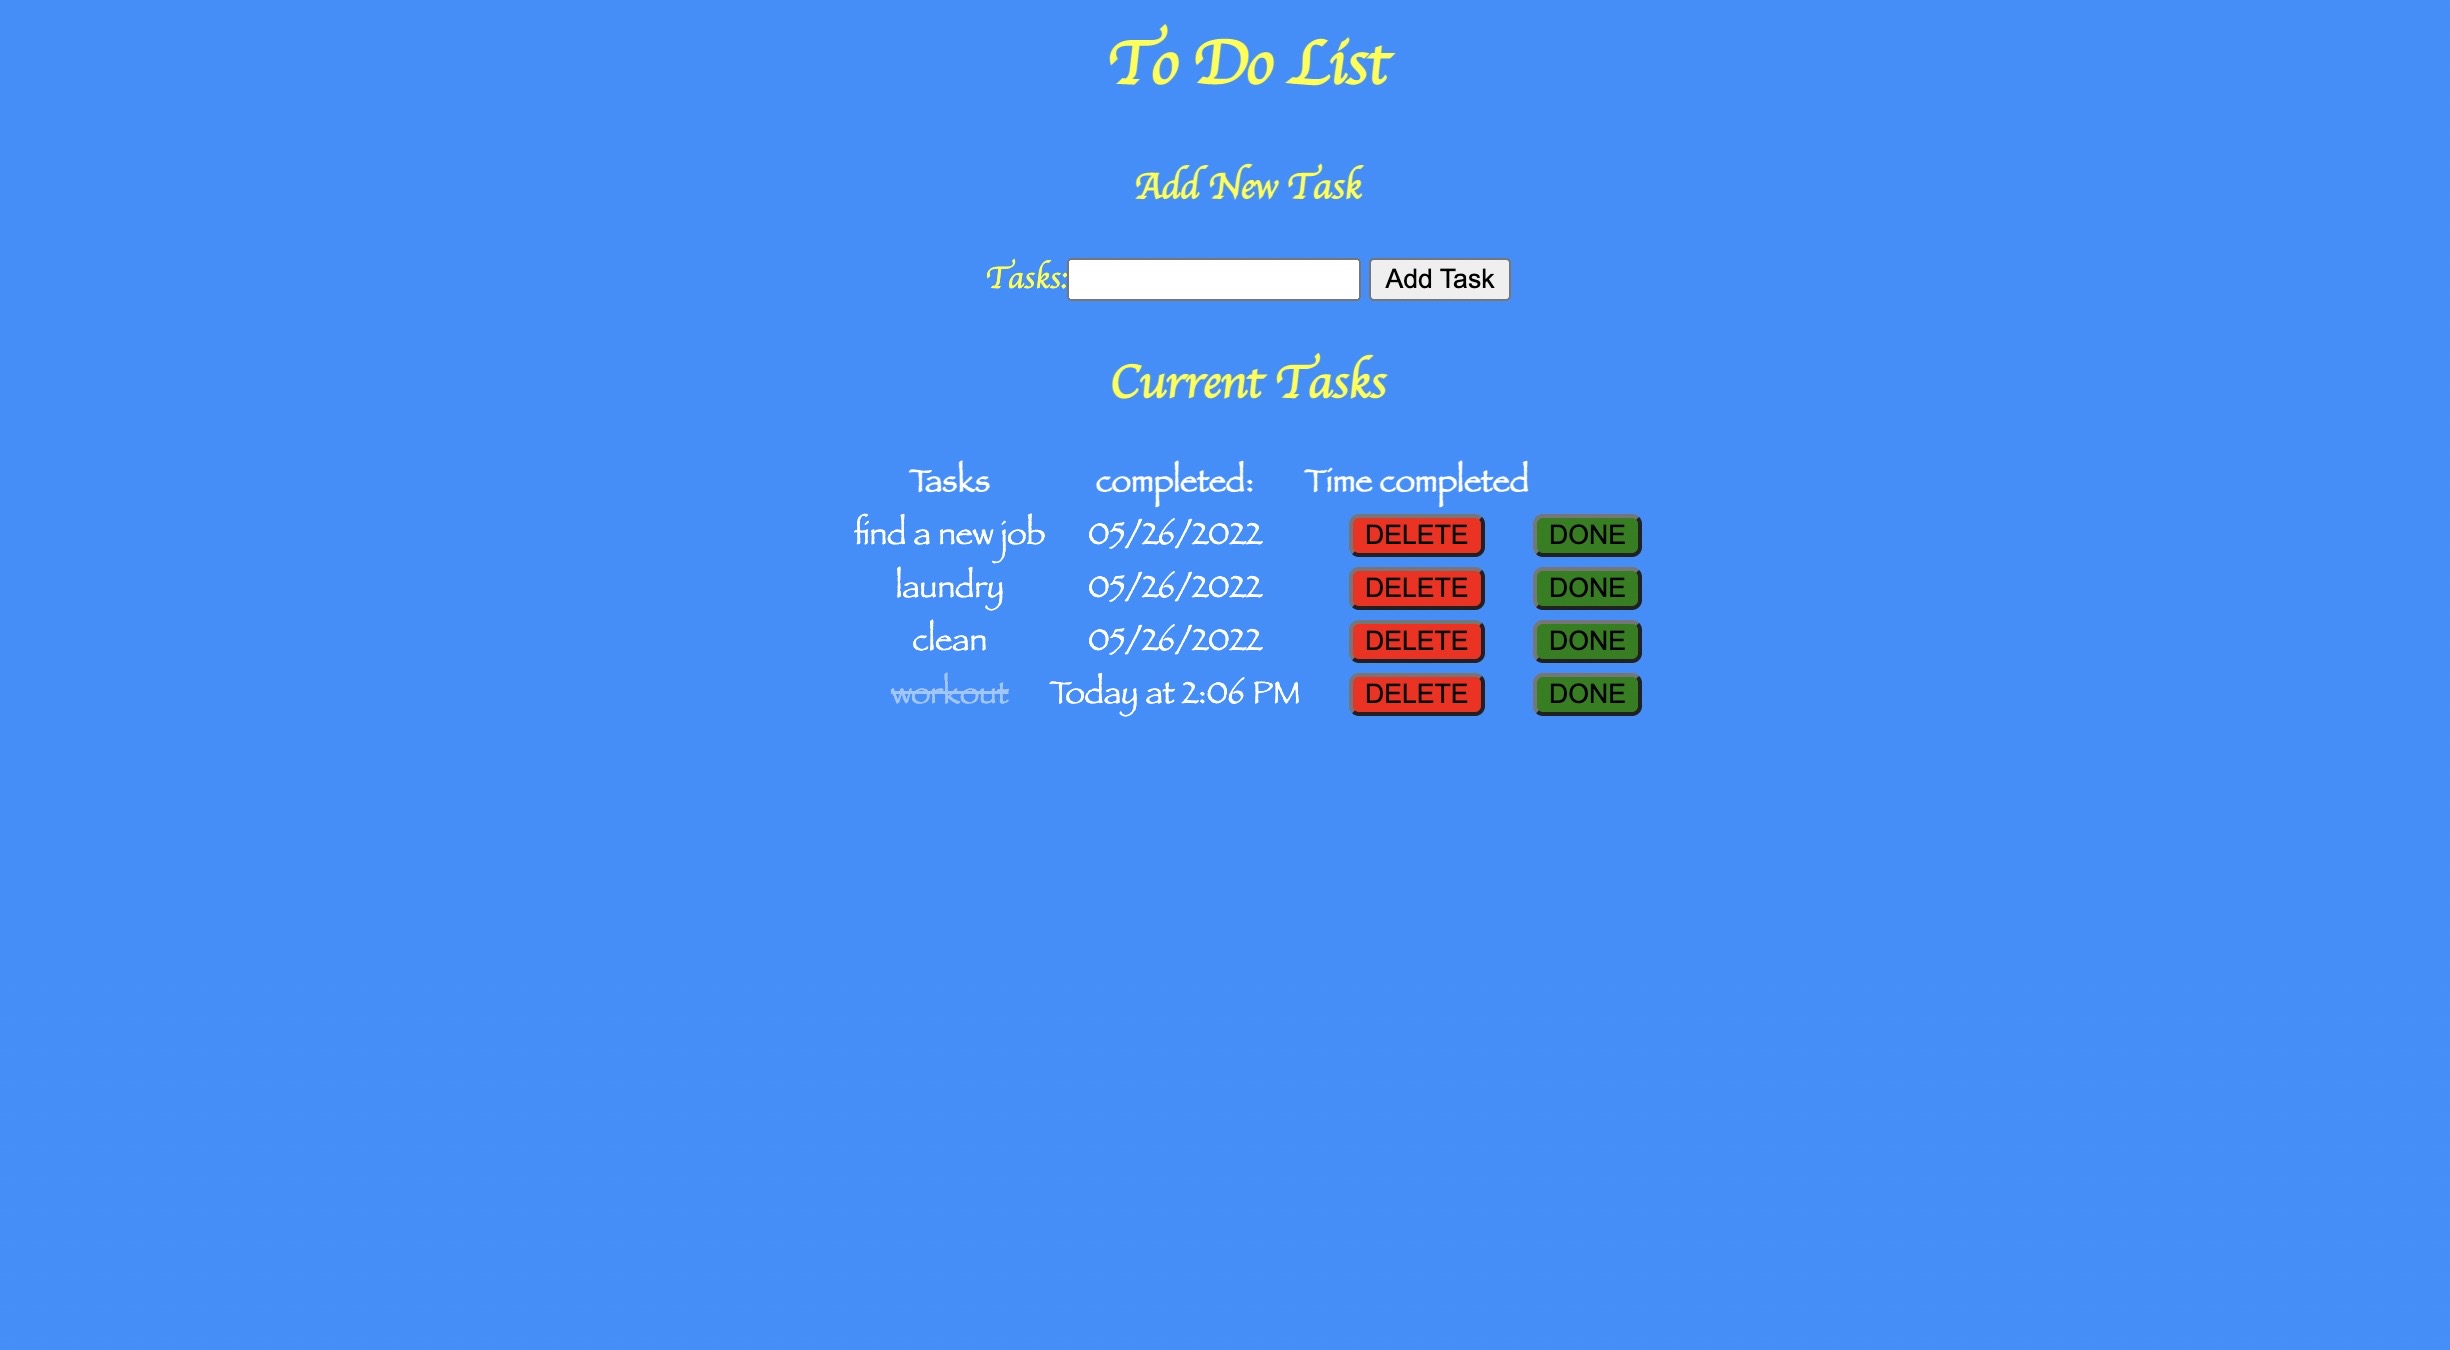 To Do List
Add New Task
Tasks: Add Task
Current Tasks
Tasks completed: Time completed
find a new job 05/26/2022 DELETE DONE
laundry 05/26/2022 DELETE DONE
clean 05/26/2022 DELETE DONE
workout Today at 2:06 PM DELETE DONE